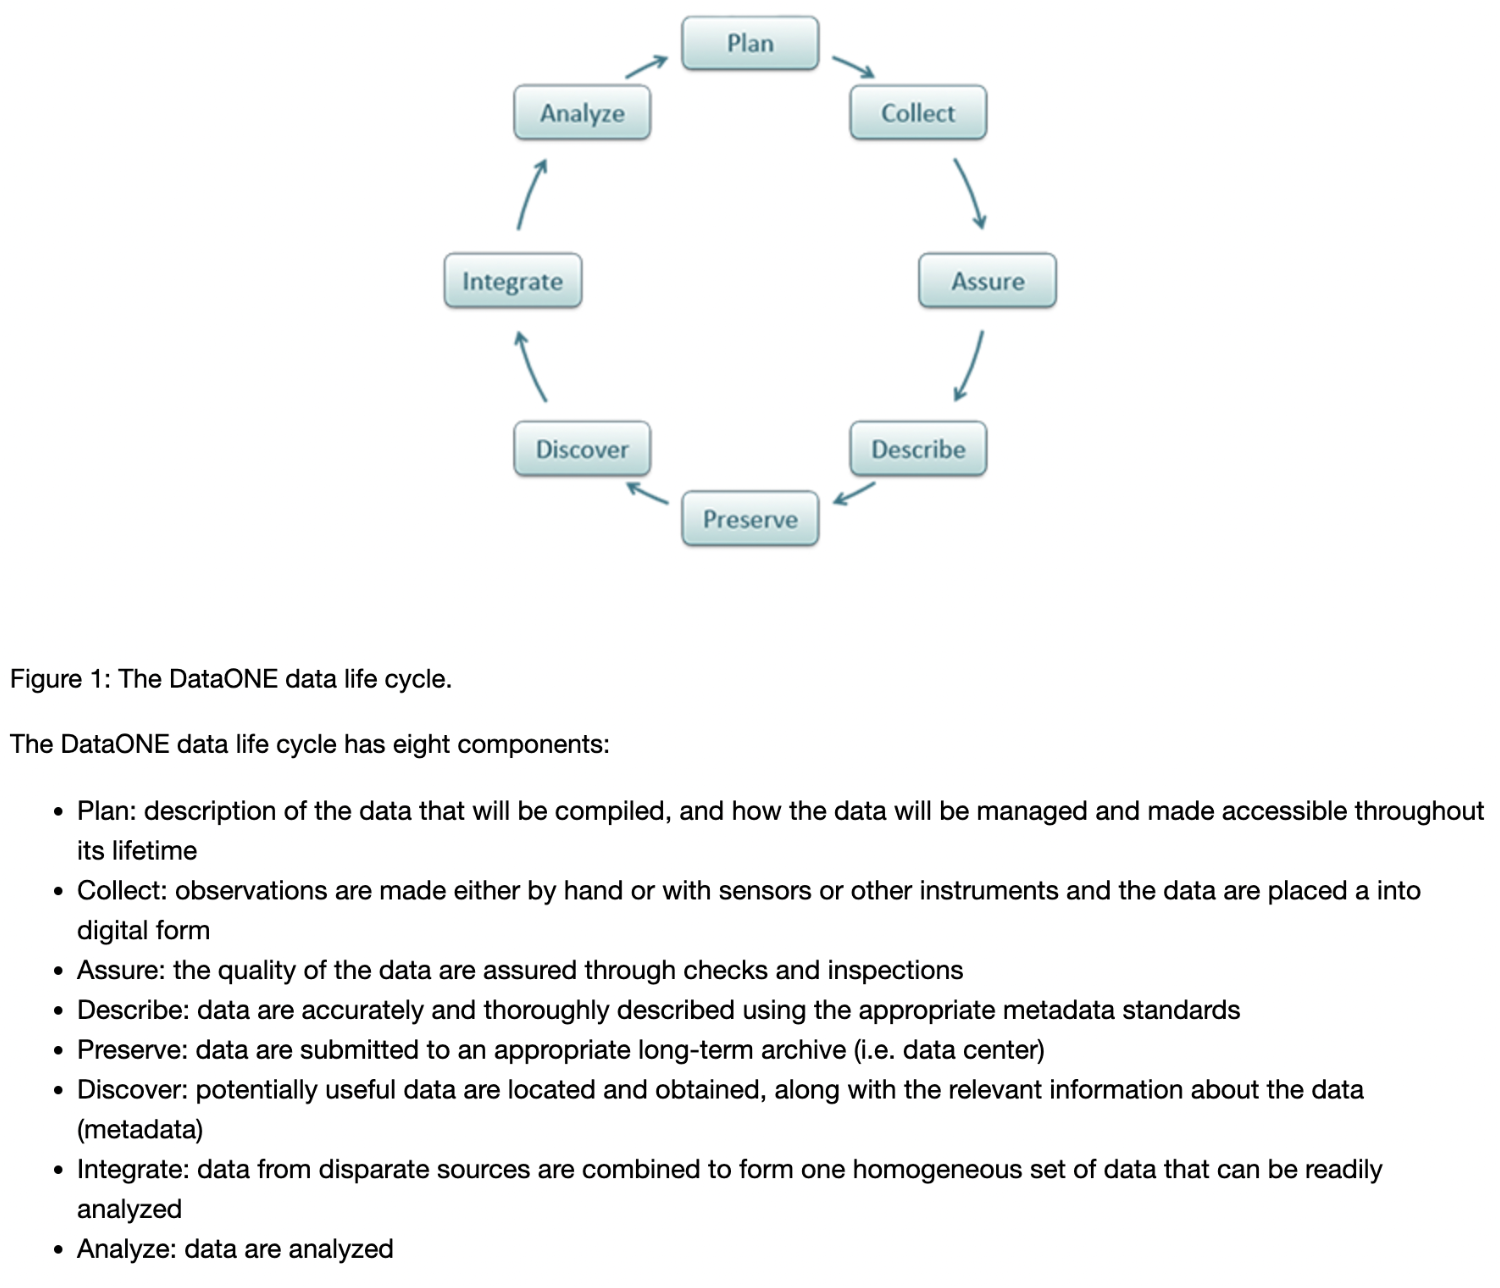 Plan
Analyze
Collect
Integrate
Assure
Discover
Describe
Preserve
Figure 1: The DataONE data life cycle.
The DataONE data life cycle has eight components:
• Plan: description of the data that will be compiled, and how the data will be managed and made accessible throughout
its lifetime
• Collect: observations are made either by hand or with sensors or other instruments and the data are placed a into
digital form
• Assure: the quality of the data are assured through checks and inspections
• Describe: data are accurately and thoroughly described using the appropriate metadata standards
• Preserve: data are submitted to an appropriate long-term archive (i.e. data center)
• Discover: potentially useful data are located and obtained, along with the relevant information about the data
(metadata)
• Integrate: data from disparate sources are combined to form one homogeneous set of data that can be readily
analyzed
• Analyze: data are analyzed